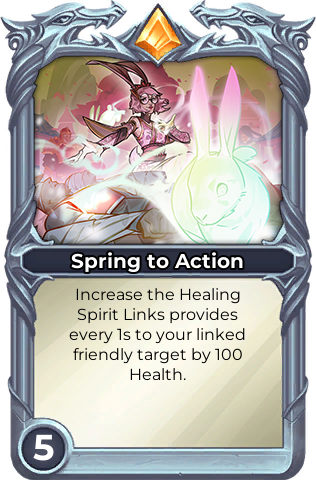 Spring to Action
Increase the Healing
Spirit Links provides
every 1s to your linked
friendly target by 100
Health.
5